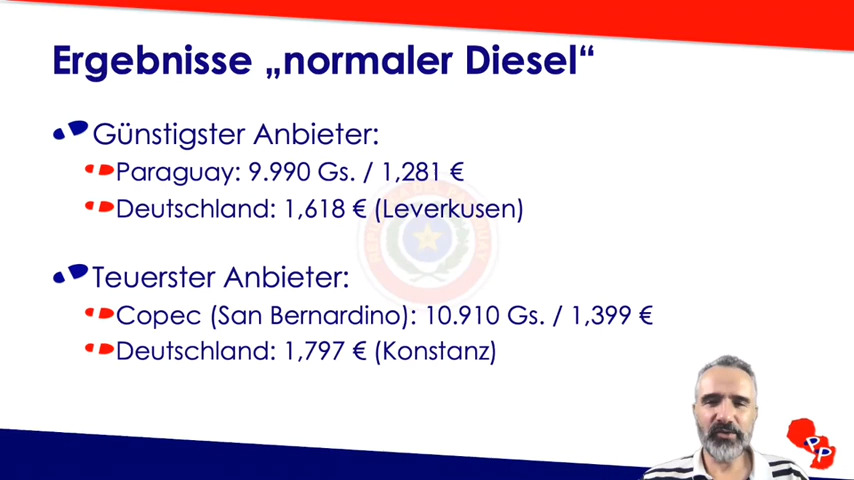 Ergebnisse „normaler Diesel“
Günstigster Anbieter:
Paraguay: 9.990 Gs. / 1,281 €
Deutschland: 1,618 € (Leverkusen)
Teuerster Anbieter:
Copec (San Bernardino): 10.910 Gs. / 1,399 €
Deutschland: 1,797 € (Konstanz)
PP